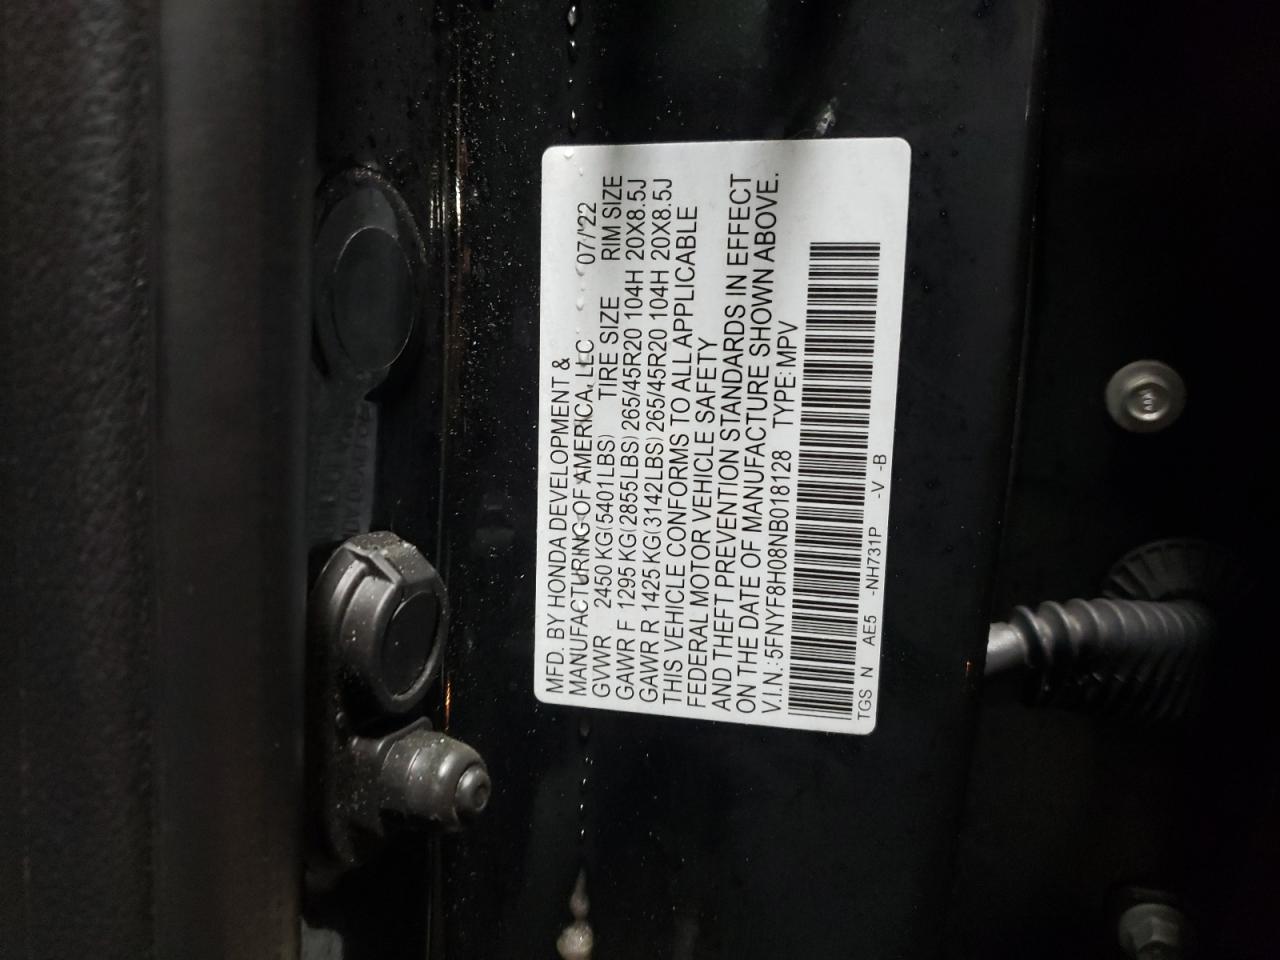 MFD. BY HONDA DEVELOPMENT &
MANUFACTURING OF AMERICA, LLC 07/'22
GVWR 2450 KG(5401LBS) TIRE SIZE RIM SIZE
GAWR F 1295 KG(2855LBS) 265/45R20 104H 20X8.5J
GAWR R 1425 KG(3142LBS) 265/45R20 104H 20X8.5J
THIS VEHICLE CONFORMS TO ALL APPLICABLE
FEDERAL MOTOR VEHICLE SAFETY
AND THEFT PREVENTION STANDARDS IN EFFECT
ON THE DATE OF MANUFACTURE SHOWN ABOVE.
V.I.N.:5FNYF8H08NB018128 TYPE:MPV
TGS N AE5 -NH731P -V -B